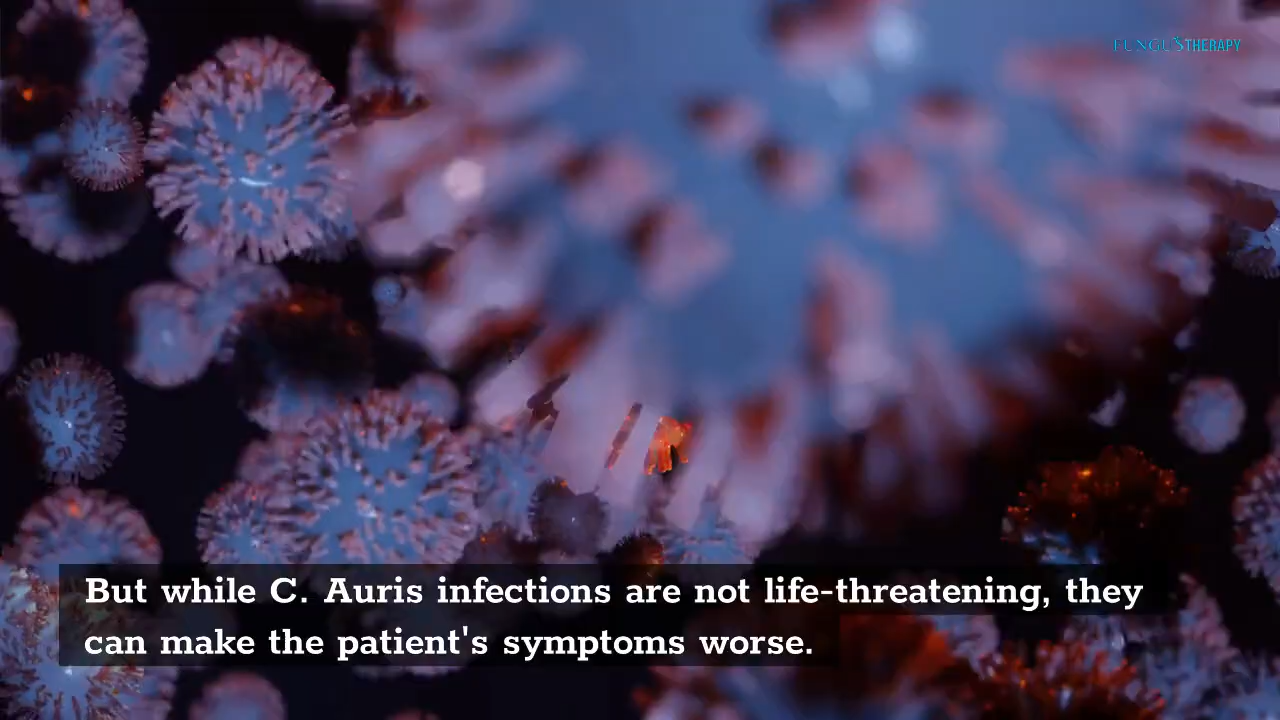 FUNGUSTHERAPY
But while C. Auris infections are not life-threatening, they
can make the patient's symptoms worse.